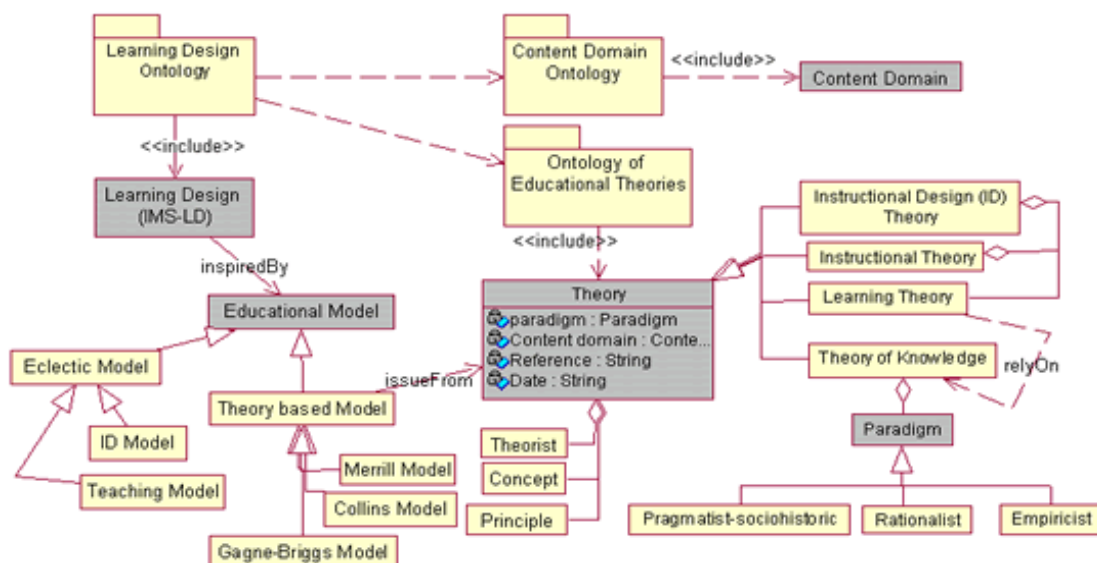 Learning Design
Ontology
Content Domain
Ontology
<<include>>
Content Domain
<<include>>
Ontology of
Educational Theories
Learning Design
(IMS-LD)
Instructional Design (ID)
Theory
<<include>>
inspiredBy
Instructional Theory
Theory
Educational Model
Learning Theory
paradigm : Paradigm
Content domain : Conte...
Reference : String
Date : String
Eclectic Model
Theory of Knowledge
relyOn
issueFrom
Theory based Model
Paradigm
ID Model
Theorist
Merrill Model
Concept
Teaching Model
Collins Model
Principle
Pragmatist-sociohistoric
Rationalist
Empiricist
Gagne-Briggs Model